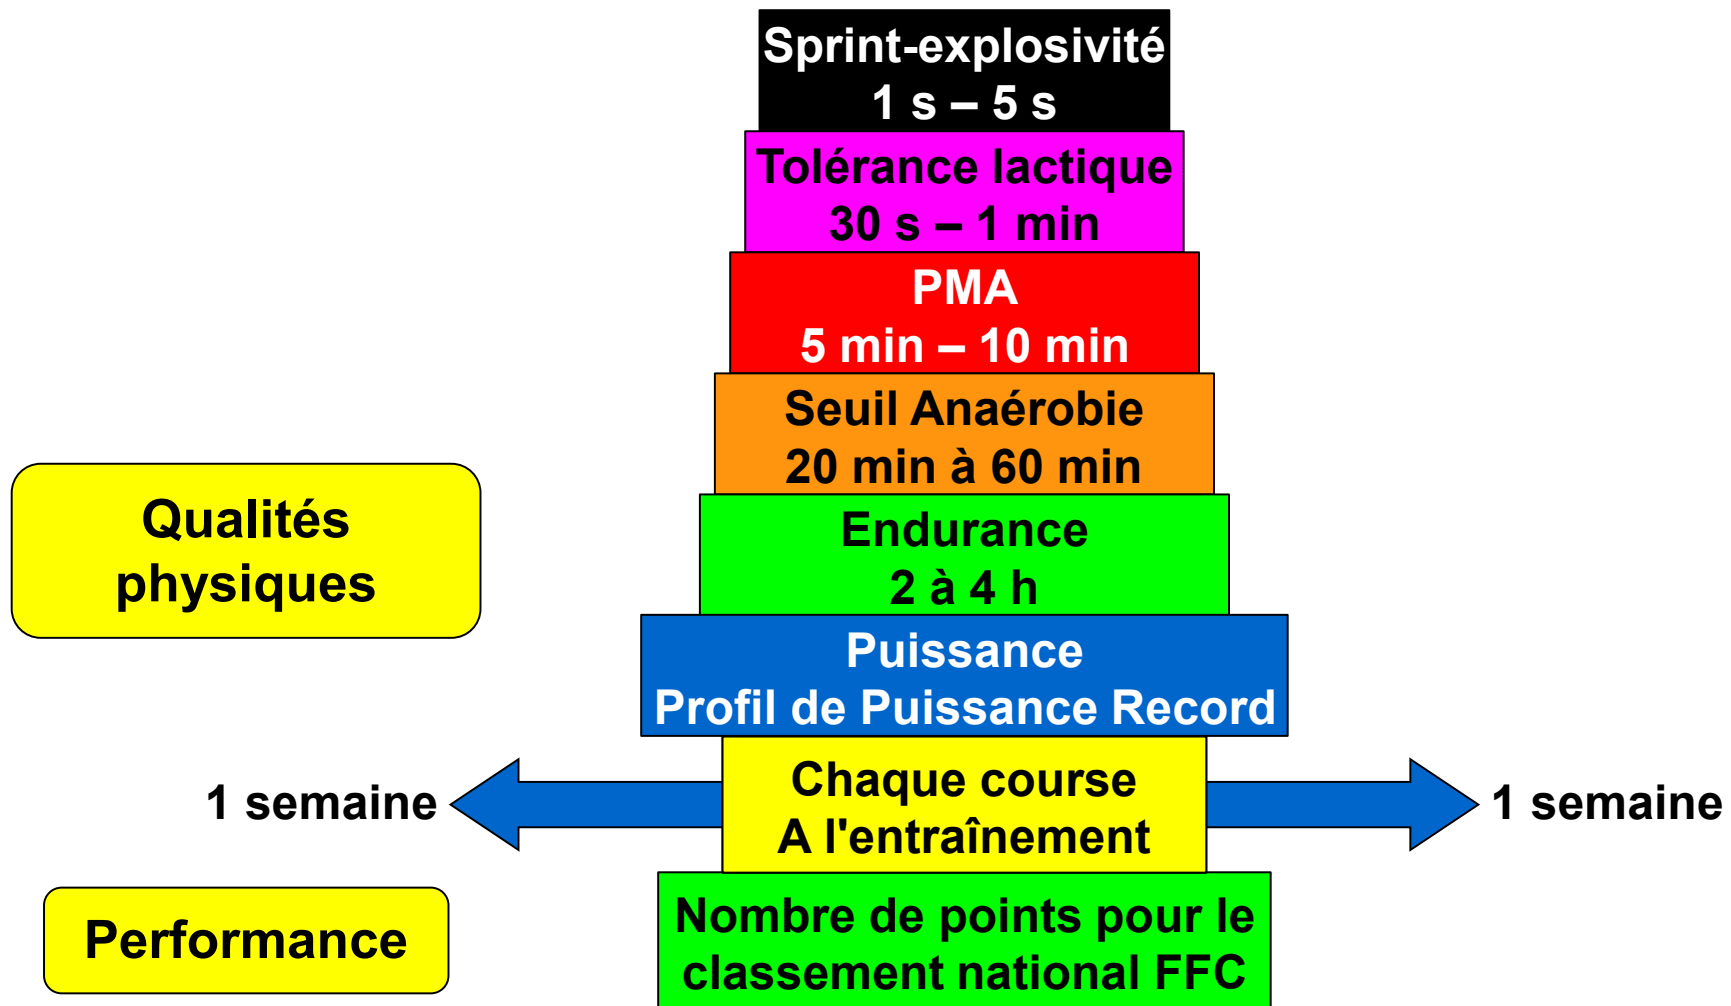 Sprint-explosivité
1 s – 5 s
Tolérance lactique
30 s – 1 min
PMA
5 min – 10 min
Seuil Anaérobie
20 min à 60 min
Qualités
physiques
Endurance
2 à 4 h
Puissance
Profil de Puissance Record
1 semaine
Chaque course
A l'entraînement
1 semaine
Performance
Nombre de points pour le
classement national FFC